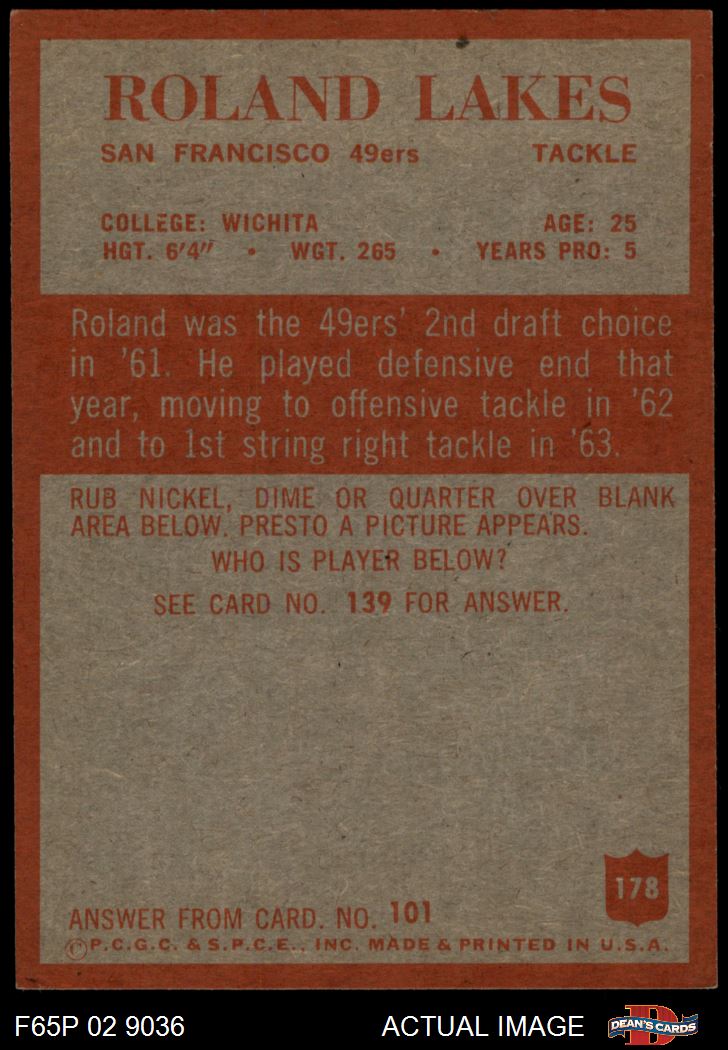 ROLAND LAKES
SAN FRANCISCO 49ers TACKLE
COLLEGE: WICHITA AGE: 25
HGT. 6'4" • WGT. 265 • YEARS PRO: 5
Roland was the 49ers' 2nd draft choice
in '61. He played defensive end that
year, moving to offensive tackle in '62
and to 1st string right tackle in '63.
RUB NICKEL, DIME OR QUARTER OVER BLANK
AREA BELOW. PRESTO A PICTURE APPEARS.
WHO IS PLAYER BELOW?
SEE CARD NO. 139 FOR ANSWER.
178
ANSWER FROM CARD. NO. 101
©P.C.G.C. & S.P.C.E., INC. MADE & PRINTED IN U.S.A.
F65P 02 9036 ACTUAL IMAGE
D
DEAN'S CARDS